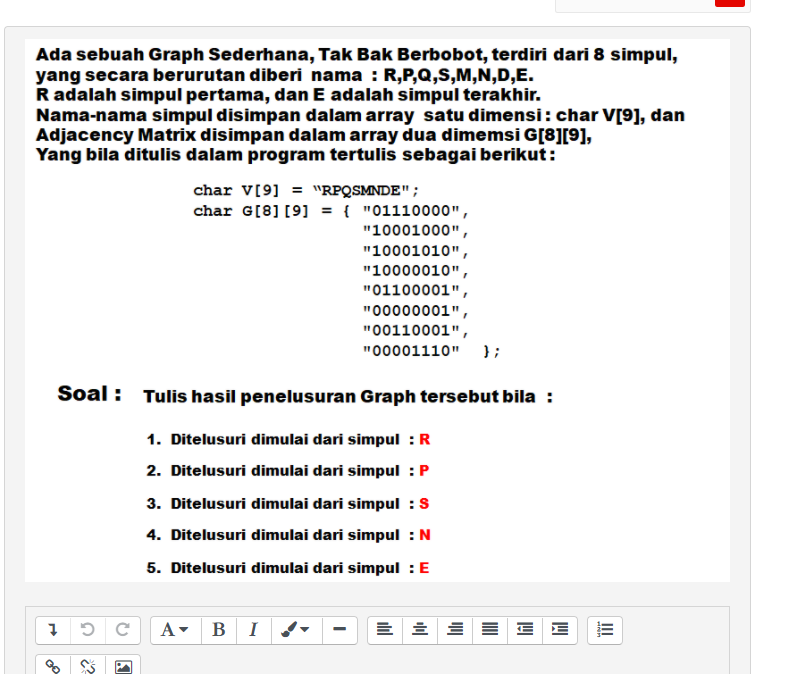 Ada sebuah Graph Sederhana, Tak Bak Berbobot, terdiri dari 8 simpul,
yang secara berurutan diberi nama : R,P,Q,S,M,N,D,E.
R adalah simpul pertama, dan E adalah simpul terakhir.
Nama-nama simpul disimpan dalam array satu dimensi : char V[9], dan
Adjacency Matrix disimpan dalam array dua dimemsi G[8][9],
Yang bila ditulis dalam program tertulis sebagai berikut :
char V[9] = “RPQSMNDE";
char G[8][9] = { "01110000",
"10001000",
"10001010",
"10000010",
"01100001",
"00000001",
"00110001",
"00001110" };
Soal : Tulis hasil penelusuran Graph tersebut bila :
1. Ditelusuri dimulai dari simpul : R
2. Ditelusuri dimulai dari simpul : P
3. Ditelusuri dimulai dari simpul : S
4. Ditelusuri dimulai dari simpul : N
5. Ditelusuri dimulai dari simpul : E
A B I